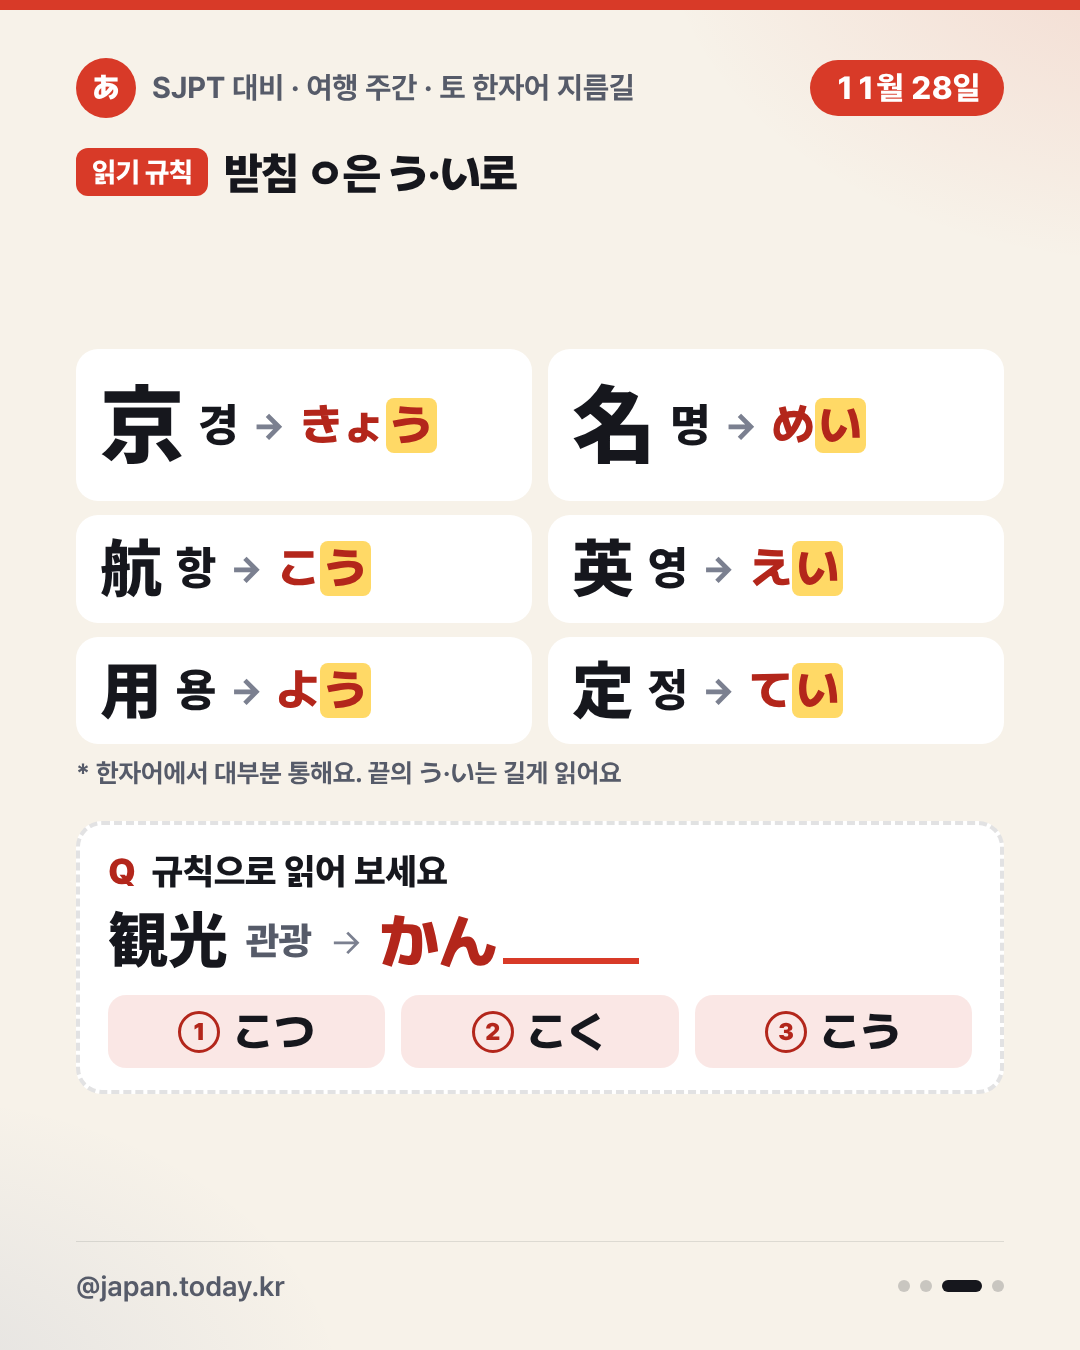 あ SJPT 대비 · 여행 주간 · 토 한자어 지름길 11월 28일
읽기 규칙 받침 ㅇ은 う·い로
京 경 → きょう
名 명 → めい
航 항 → こう
英 영 → えい
用 용 → よう
定 정 → てい
* 한자어에서 대부분 통해요. 끝의 う·い는 길게 읽어요
Q 규칙으로 읽어 보세요
観光 관광 → かん____
① こつ ② こく ③ こう
@japan.today.kr